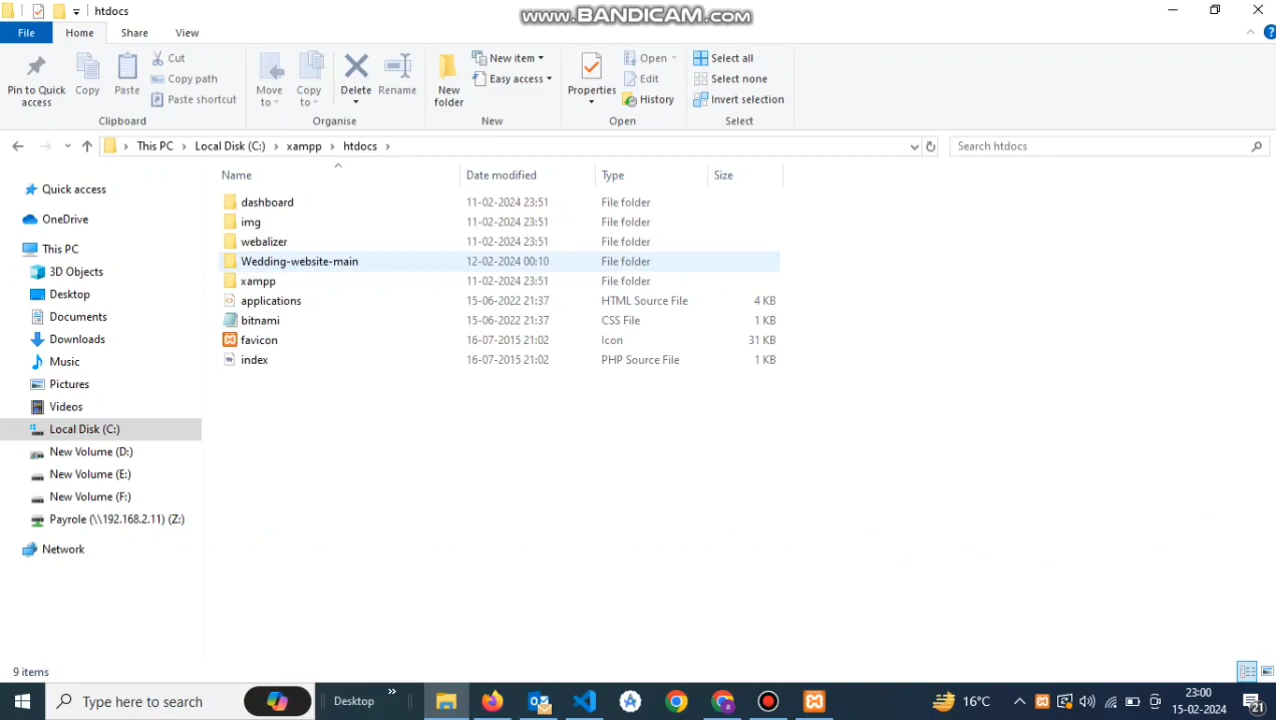 htdocs
www.BANDICAM.com
File Home Share View
Pin to Quick access
Copy
Paste
Cut
Copy path
Paste shortcut
Clipboard
Move to
Copy to
Delete
Rename
Organise
New folder
New item
Easy access
New
Properties
Open
Edit
History
Open
Select all
Select none
Invert selection
Select
This PC > Local Disk (C:) > xampp > htdocs >
Search htdocs
Name Date modified Type Size
Quick access
OneDrive
This PC
3D Objects
Desktop
Documents
Downloads
Music
Pictures
Videos
Local Disk (C:)
New Volume (D:)
New Volume (E:)
New Volume (F:)
Payrole (\\192.168.2.11) (Z:)
Network
dashboard 11-02-2024 23:51 File folder
img 11-02-2024 23:51 File folder
webalizer 11-02-2024 23:51 File folder
Wedding-website-main 12-02-2024 00:10 File folder
xampp 11-02-2024 23:51 File folder
applications 15-06-2022 21:37 HTML Source File 4 KB
bitnami 15-06-2022 21:37 CSS File 1 KB
favicon 16-07-2015 21:02 Icon 31 KB
index 16-07-2015 21:02 PHP Source File 1 KB
9 items
Type here to search
Desktop
16°C
23:00
15-02-2024
21